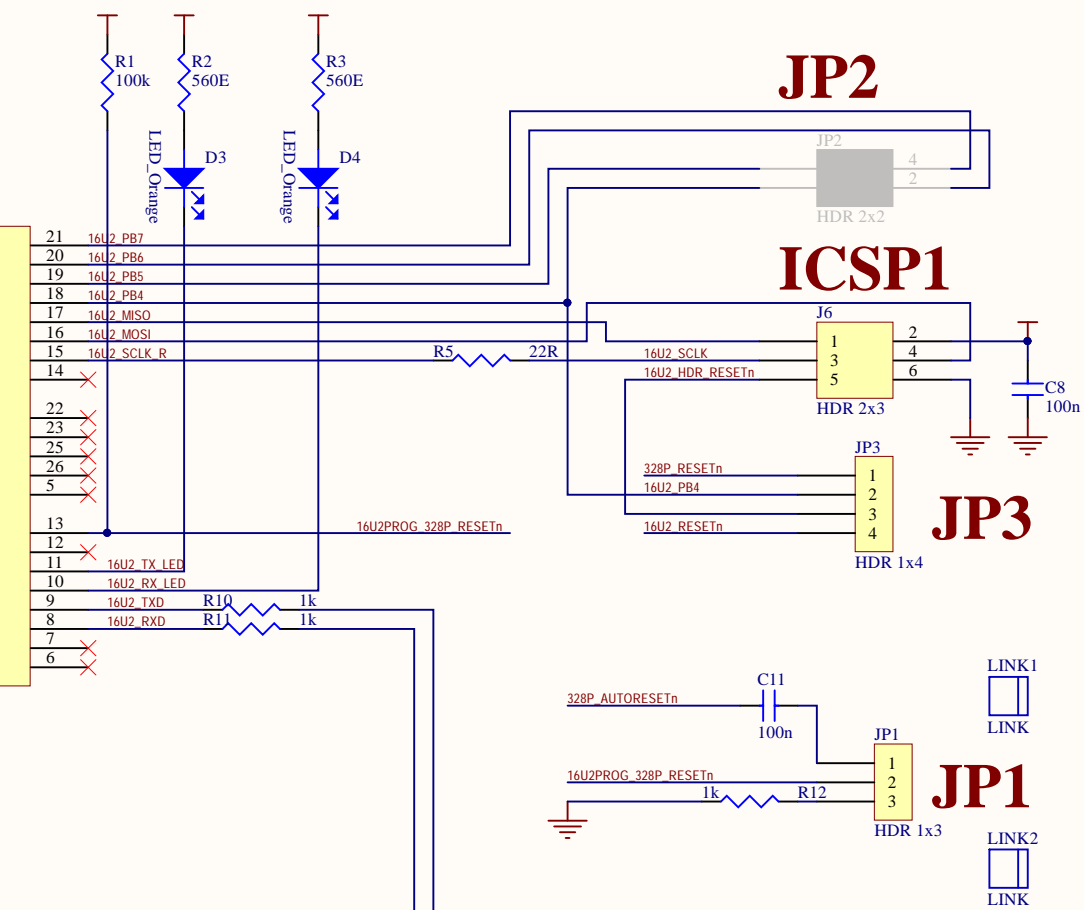 R1
100k
R2
560E
R3
560E
JP2
LED_Orange
D3
LED_Orange
D4
JP2
4
2
HDR 2x2
21 16U2_PB7
20 16U2_PB6
19 16U2_PB5
18 16U2_PB4
17 16U2_MISO
16 16U2_MOSI
15 16U2_SCLK_R
14
R5 22R
ICSP1
J6
16U2_SCLK
16U2_HDR_RESETn
1 2
3 4
5 6
HDR 2x3
C8
100n
22
23
25
26
5
JP3
328P_RESETn 1
16U2_PB4 2
3
16U2_RESETn 4
HDR 1x4
JP3
13 16U2PROG_328P_RESETn
12
11 16U2_TX_LED
10 16U2_RX_LED
9 16U2_TXD R10 1k
8 16U2_RXD R11 1k
7
6
LINK1
LINK
C11
328P_AUTORESETn
100n
JP1
1
16U2PROG_328P_RESETn 2
1k R12 3
HDR 1x3
JP1
LINK2
LINK